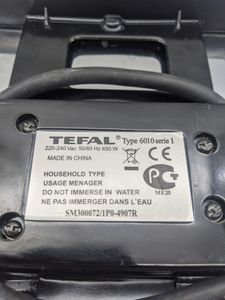 TEFAL Type 6010 serie 1
220-240 Vac 50/60 Hz 650 W
MADE IN CHINA
HOUSEHOLD TYPE
USAGE MENAGER
DO NOT IMMERSE IN WATER
NE PAS IMMERGER DANS L'EAU
ME10
SM300072/1P0-4907R